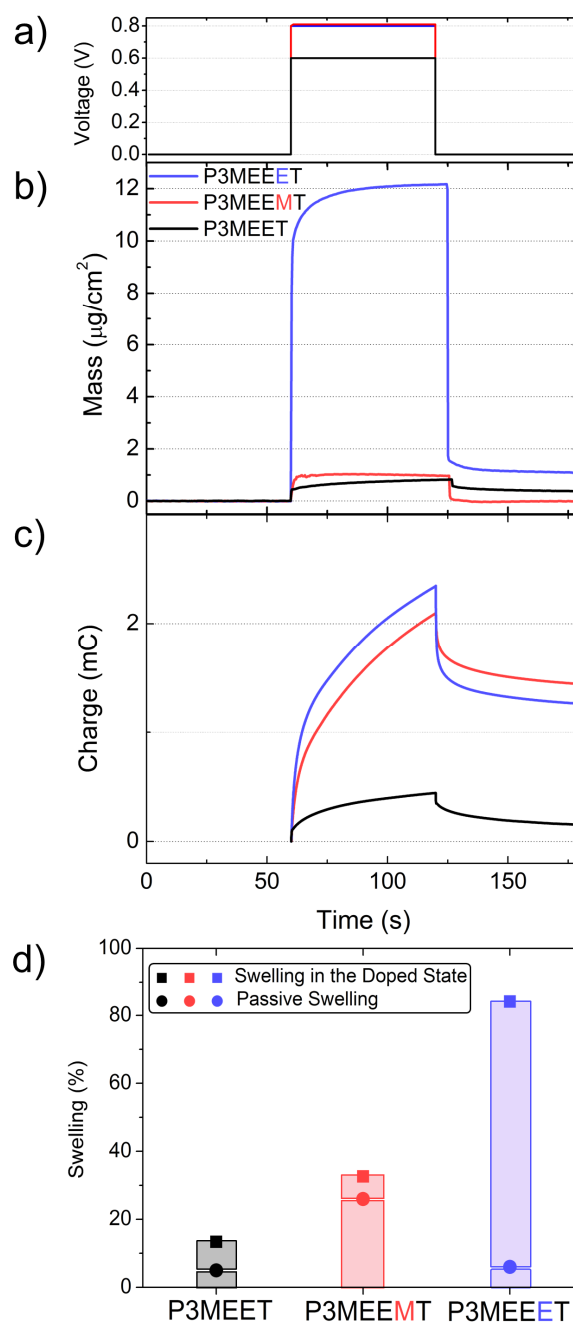 a)
Voltage (V)
0.8
0.6
0.4
0.2
0.0
b)
P3MEEET
P3MEEMT
P3MEET
Mass (μg/cm²)
12
10
8
6
4
2
0
c)
Charge (mC)
2
0
0 50 100 150
Time (s)
d)
Swelling in the Doped State
Passive Swelling
Swelling (%)
100
80
60
40
20
0
P3MEET P3MEEMT P3MEEET